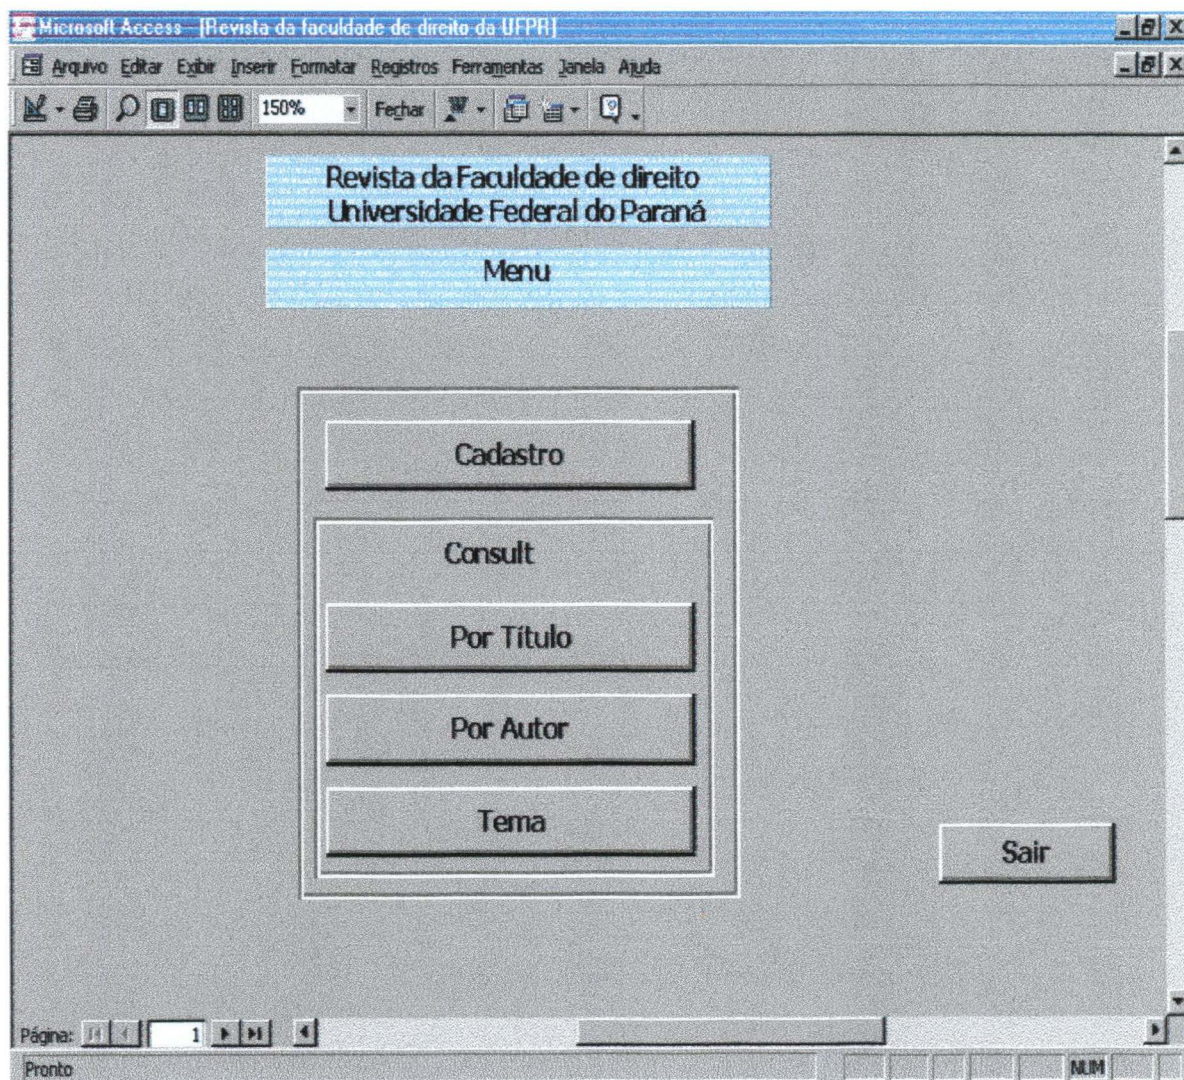 Microsoft Access - [Revista da faculdade de direito da UFPR]
Arquivo Editar Exibir Inserir Formatar Registros Ferramentas Janela Ajuda
150% Fechar
Revista da Faculdade de direito
Universidade Federal do Paraná
Menu
Cadastro
Consult
Por Título
Por Autor
Tema
Sair
Página: 1
Pronto NUM